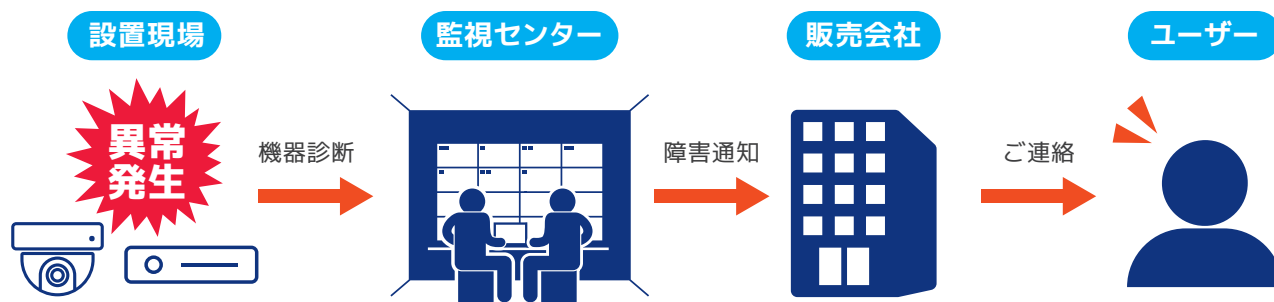 設置現場
監視センター
販売会社
ユーザー
異常
発生
機器診断
障害通知
ご連絡